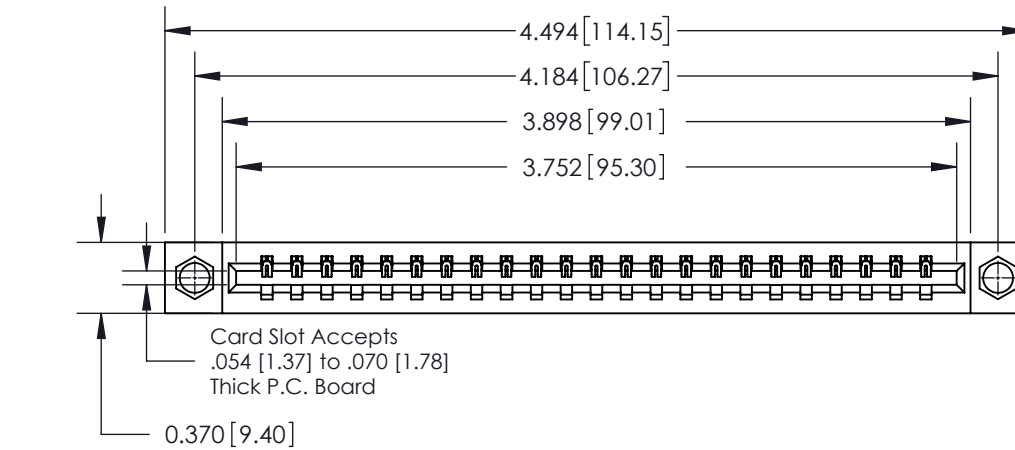 4.494[114.15]
4.184[106.27]
3.898 [99.01]
3.752 [95.30]
Card Slot Accepts
.054 [1.37] to .070 [1.78]
Thick P.C. Board
0.370 [9.40]